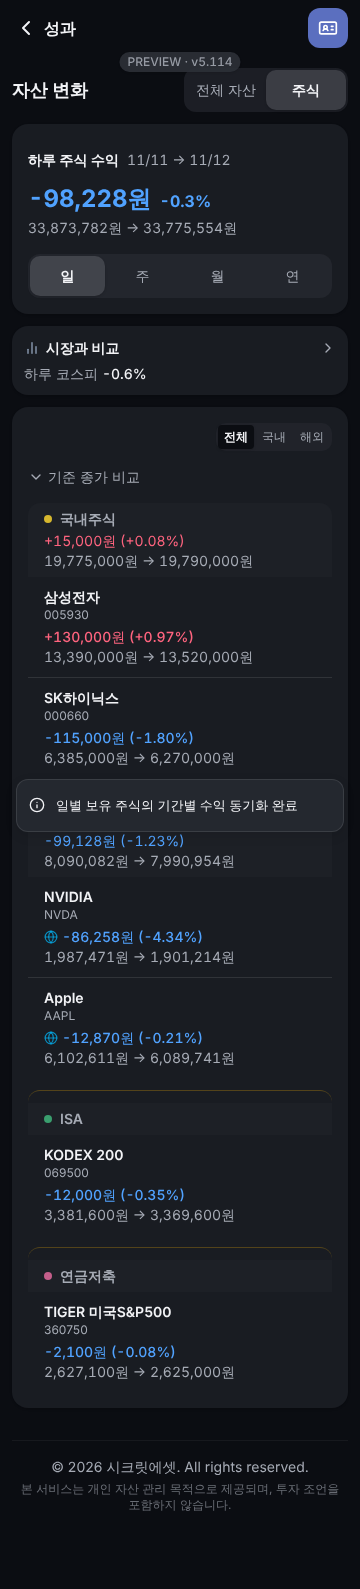 성과
PREVIEW · v5.114
자산 변화
전체 자산 주식
하루 주식 수익 11/11 → 11/12
-98,228원 -0.3%
33,873,782원 → 33,775,554원
일 주 월 연
시장과 비교
하루 코스피 -0.6%
전체 국내 해외
기준 종가 비교
국내주식
+15,000원 (+0.08%)
19,775,000원 → 19,790,000원
삼성전자
005930
+130,000원 (+0.97%)
13,390,000원 → 13,520,000원
SK하이닉스
000660
-115,000원 (-1.80%)
6,385,000원 → 6,270,000원
일별 보유 주식의 기간별 수익 동기화 완료
-99,128원 (-1.23%)
8,090,082원 → 7,990,954원
NVIDIA
NVDA
-86,258원 (-4.34%)
1,987,471원 → 1,901,214원
Apple
AAPL
-12,870원 (-0.21%)
6,102,611원 → 6,089,741원
ISA
KODEX 200
069500
-12,000원 (-0.35%)
3,381,600원 → 3,369,600원
연금저축
TIGER 미국S&P500
360750
-2,100원 (-0.08%)
2,627,100원 → 2,625,000원
© 2026 시크릿에셋. All rights reserved.
본 서비스는 개인 자산 관리 목적으로 제공되며, 투자 조언을
포함하지 않습니다.